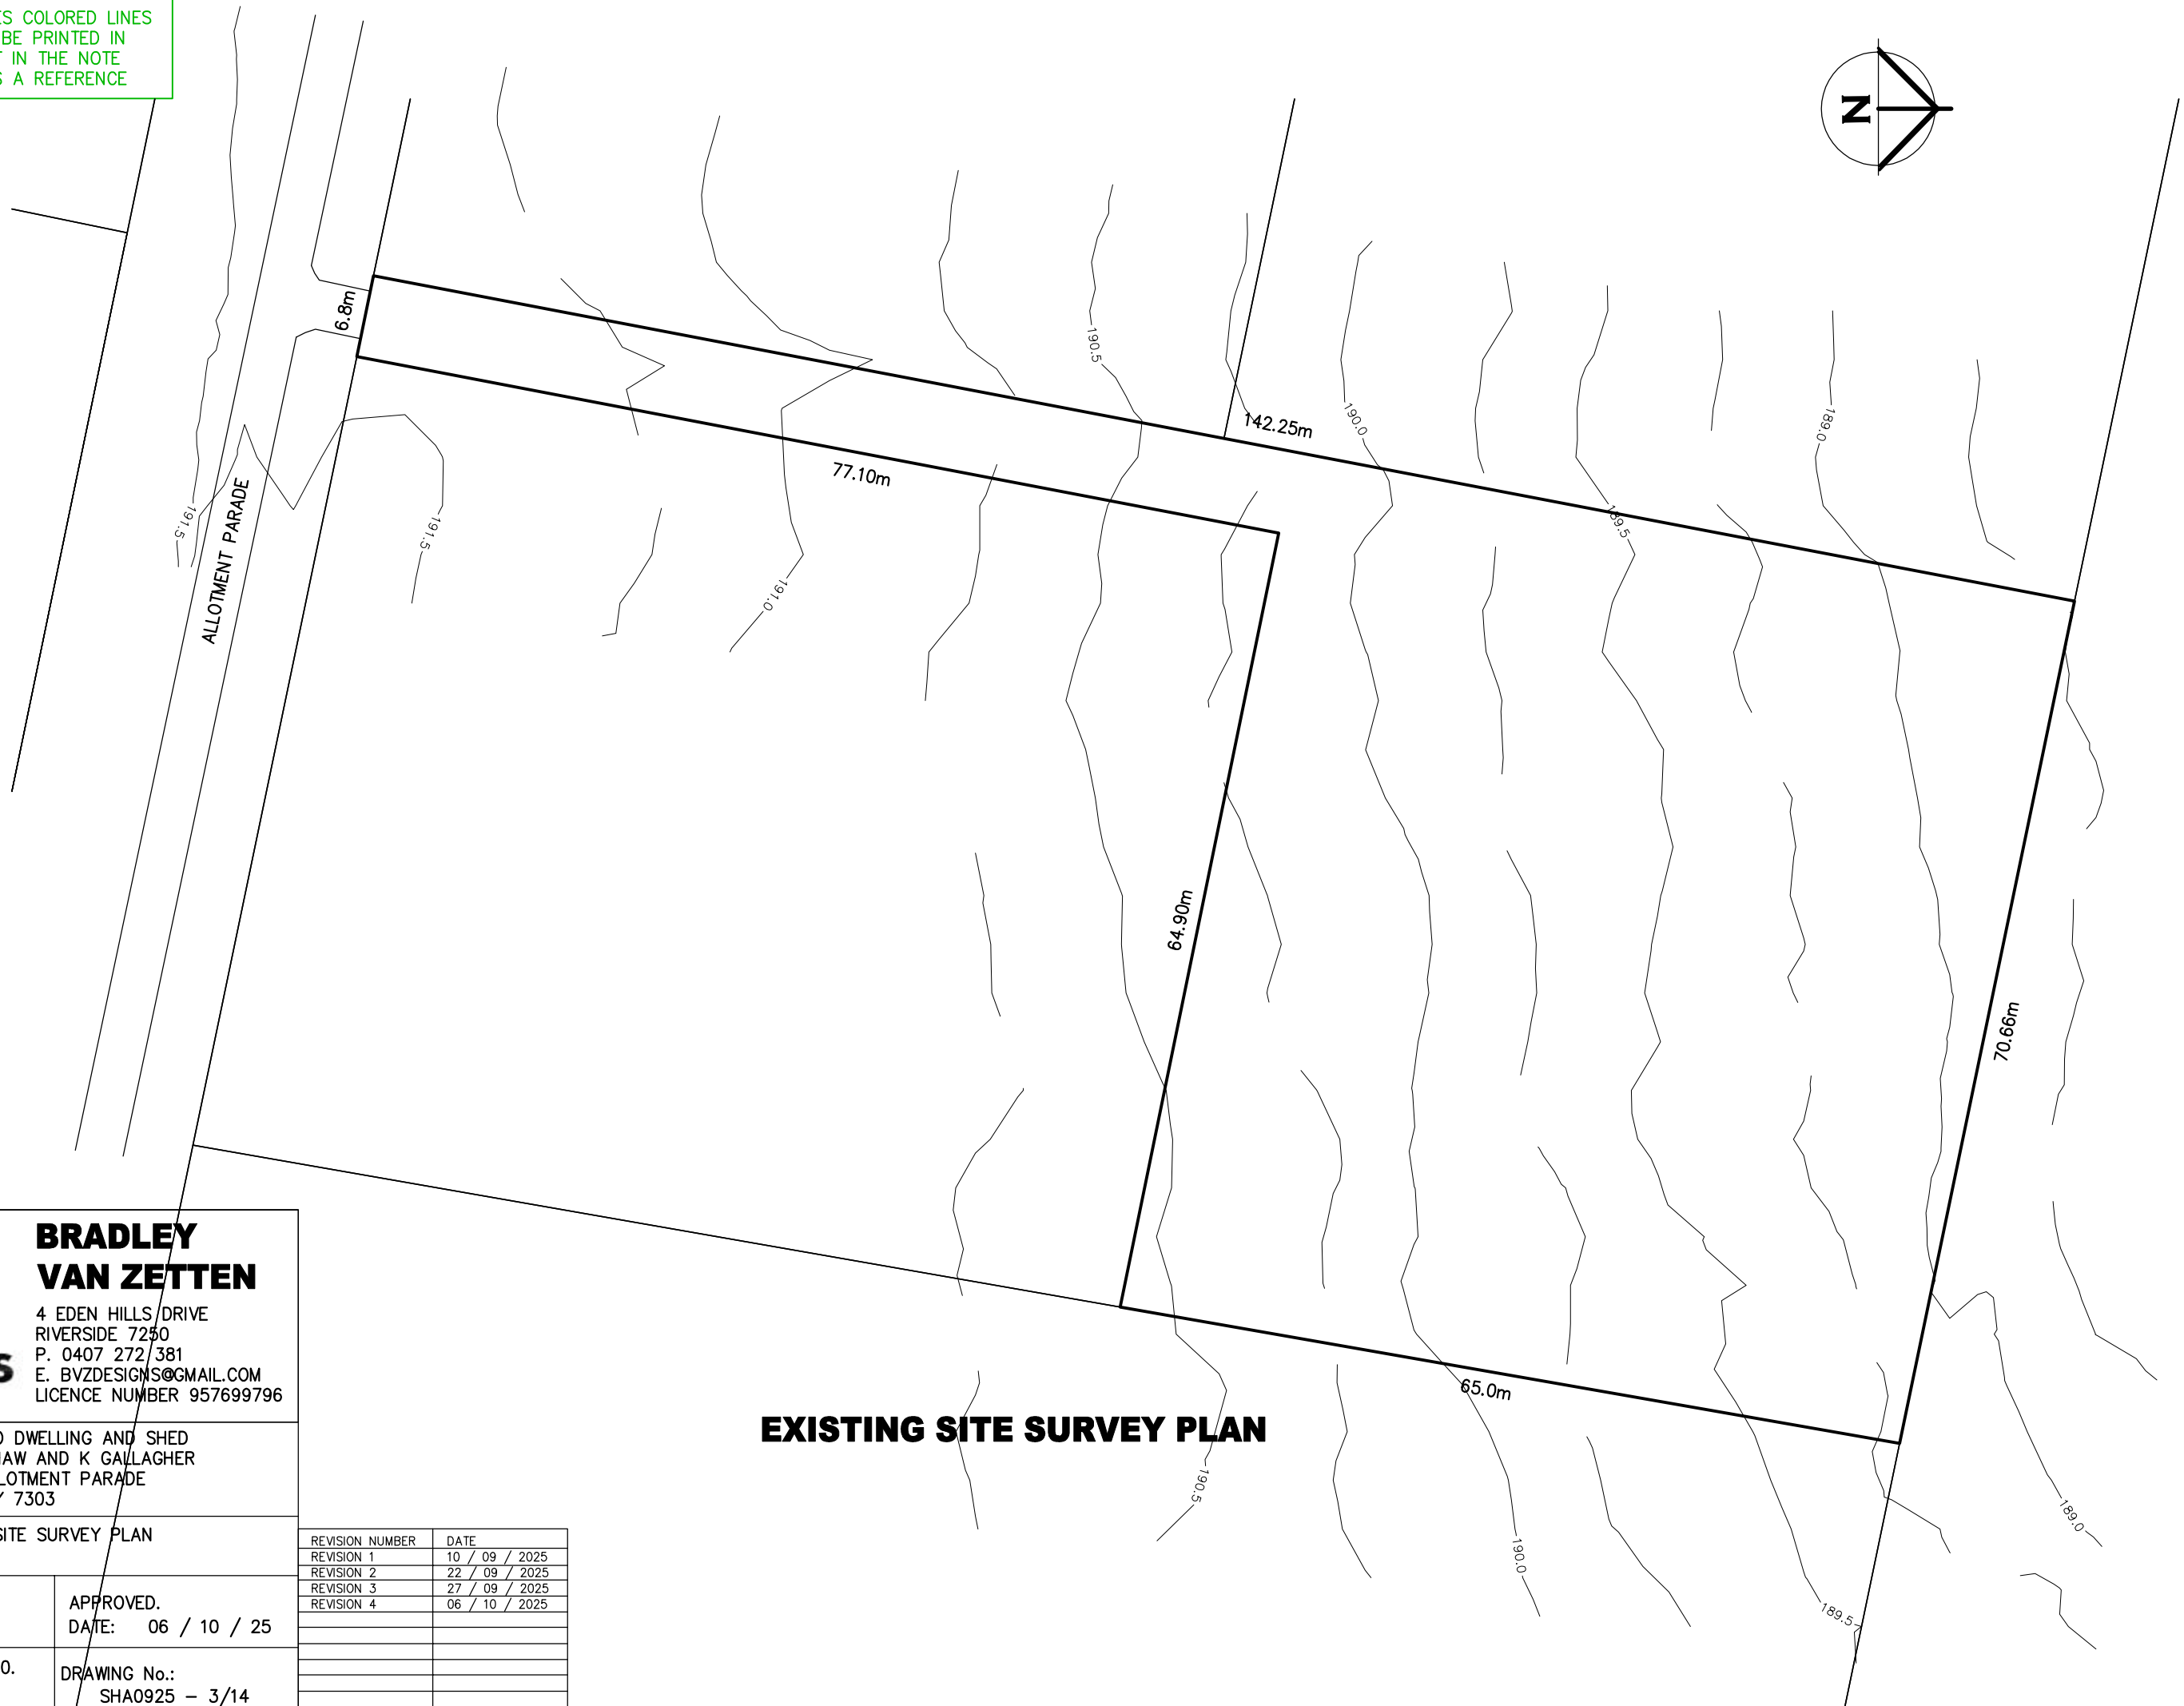 ES COLORED LINES
BE PRINTED IN
IN THE NOTE
A REFERENCE
N
6.8m
142.25m
77.10m
64.90m
70.66m
65.0m
190.5
190.0
189.5
189.0
191.5
191.5
191.0
ALLOTMENT PARADE
190.5
190.0
189.5
189.0
EXISTING SITE SURVEY PLAN
BRADLEY
VAN ZETTEN
4 EDEN HILLS DRIVE
RIVERSIDE 7250
P. 0407 272 381
E. BVZDESIGNS@GMAIL.COM
LICENCE NUMBER 957699796
DWELLING AND SHED
AND K GALLAGHER
LOTMENT PARADE
7303
SITE SURVEY PLAN
APPROVED.
DATE: 06 / 10 / 25
DRAWING No.:
SHA0925 - 3/14
REVISION NUMBER DATE
REVISION 1 10 / 09 / 2025
REVISION 2 22 / 09 / 2025
REVISION 3 27 / 09 / 2025
REVISION 4 06 / 10 / 2025